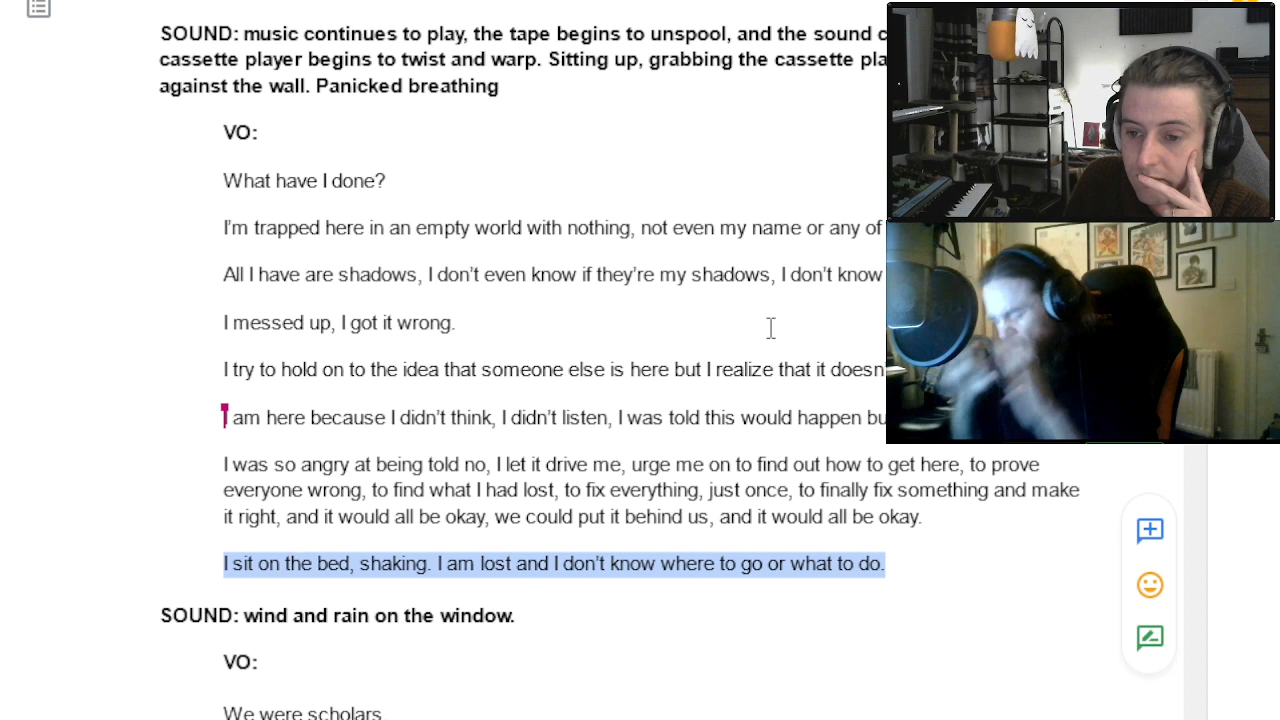 SOUND: music continues to play, the tape begins to unspool, and the sound
cassette player begins to twist and warp. Sitting up, grabbing the cassette
against the wall. Panicked breathing
VO:
What have I done?
I'm trapped here in an empty world with nothing, not even my name or any of
All I have are shadows, I don't even know if they're my shadows, I don't know
I messed up, I got it wrong.
I try to hold on to the idea that someone else is here but I realize that it
I am here because I didn't think, I didn't listen, I was told this would happen
I was so angry at being told no, I let it drive me, urge me on to find out how to get here, to prove
everyone wrong, to find what I had lost, to fix everything, just once, to finally fix something and make
it right, and it would all be okay, we could put it behind us, and it would all be okay.
I sit on the bed, shaking. I am lost and I don't know where to go or what to do.
SOUND: wind and rain on the window.
VO:
We were scholars